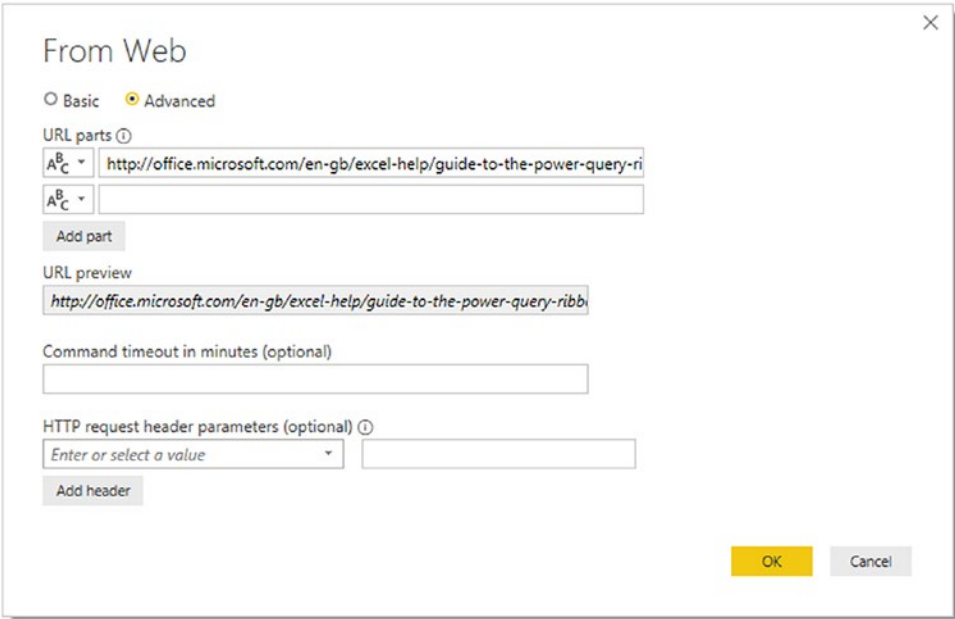 From Web
Basic Advanced
URL parts
ABC http://office.microsoft.com/en-gb/excel-help/guide-to-the-power-query-ri
ABC
Add part
URL preview
http://office.microsoft.com/en-gb/excel-help/guide-to-the-power-query-ribb
Command timeout in minutes (optional)
HTTP request header parameters (optional)
Enter or select a value
Add header
OK Cancel